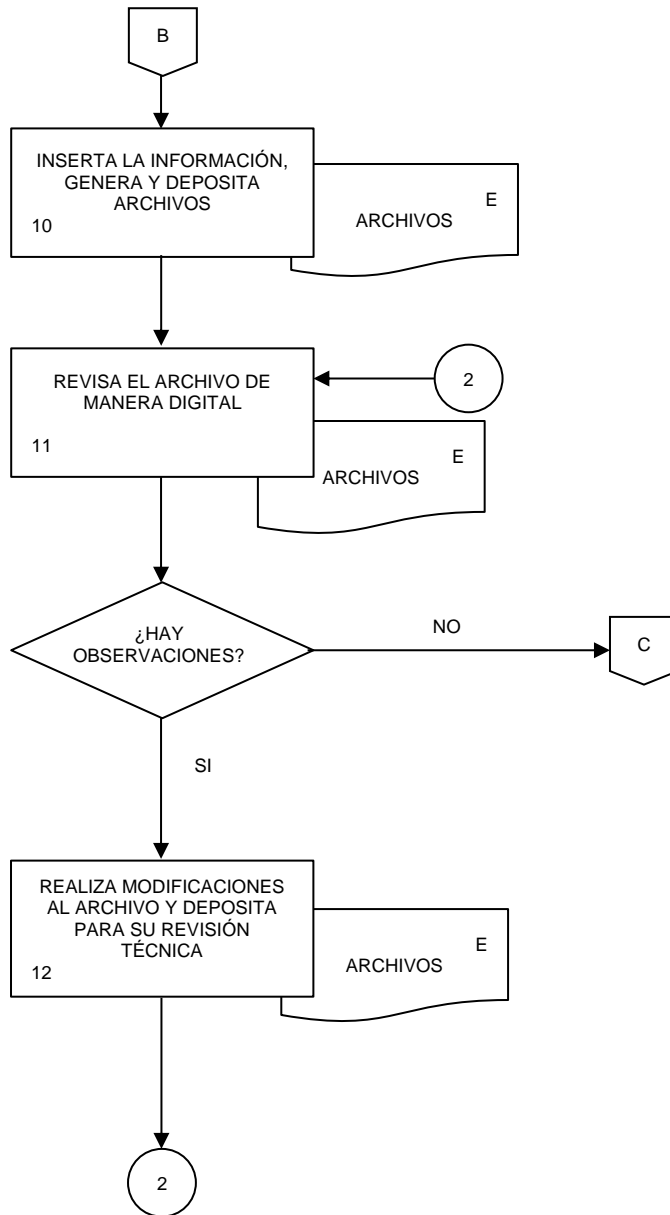 B
INSERTA LA INFORMACIÓN,
GENERA Y DEPOSITA
ARCHIVOS
10
E
ARCHIVOS
REVISA EL ARCHIVO DE
MANERA DIGITAL
11
2
E
ARCHIVOS
¿HAY
OBSERVACIONES?
NO
C
SI
REALIZA MODIFICACIONES
AL ARCHIVO Y DEPOSITA
PARA SU REVISIÓN
TÉCNICA
12
E
ARCHIVOS
2